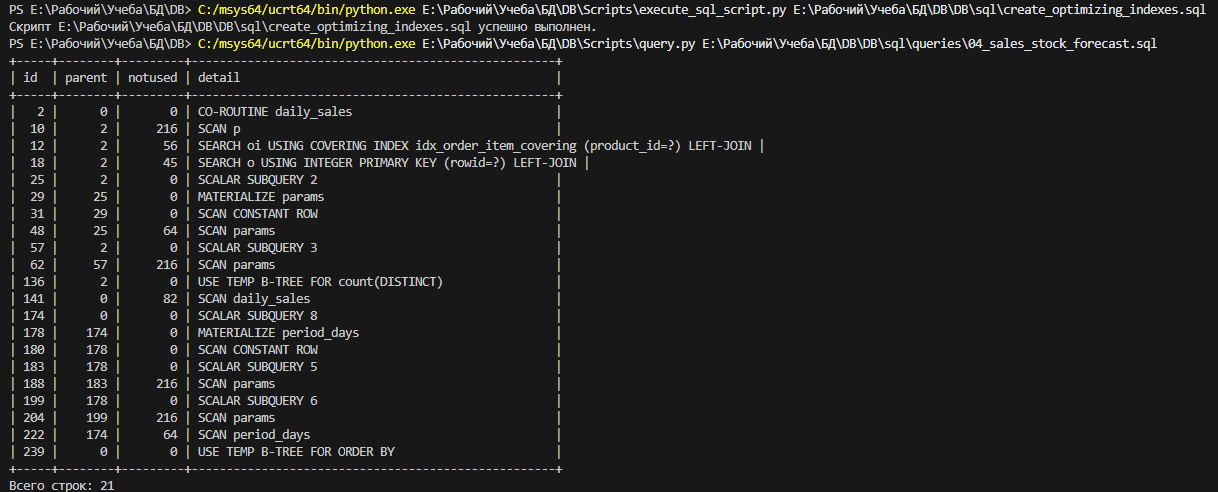 PS E:\Рабочий\Учеба\БД\DB> C:/msys64/ucrt64/bin/python.exe E:\Рабочий\Учеба\БД\DB\Scripts\execute_sql_script.py E:\Рабочий\Учеба\БД\DB\DB\sql\create_optimizing_indexes.sql
Скрипт E:\Рабочий\Учеба\БД\DB\DB\sql\create_optimizing_indexes.sql успешно выполнен.
PS E:\Рабочий\Учеба\БД\DB> C:/msys64/ucrt64/bin/python.exe E:\Рабочий\Учеба\БД\DB\Scripts\query.py E:\Рабочий\Учеба\БД\DB\DB\sql\queries\04_sales_stock_forecast.sql
+-----+--------+---------+------------------------------------------------+
| id  | parent | notused | detail                                         |
+-----+--------+---------+------------------------------------------------+
|   2 |      0 |       0 | CO-ROUTINE daily_sales                         |
|  10 |      2 |     216 | SCAN p                                         |
|  12 |      2 |      56 | SEARCH oi USING COVERING INDEX idx_order_item_covering (product_id=?) LEFT-JOIN |
|  18 |      2 |      45 | SEARCH o USING INTEGER PRIMARY KEY (rowid=?) LEFT-JOIN |
|  25 |      2 |       0 | SCALAR SUBQUERY 2                              |
|  29 |     25 |       0 | MATERIALIZE params                             |
|  31 |     29 |       0 | SCAN CONSTANT ROW                              |
|  48 |     25 |      64 | SCAN params                                    |
|  57 |      2 |       0 | SCALAR SUBQUERY 3                              |
|  62 |     57 |     216 | SCAN params                                    |
| 136 |      2 |       0 | USE TEMP B-TREE FOR count(DISTINCT)            |
| 141 |      0 |      82 | SCAN daily_sales                               |
| 174 |      0 |       0 | SCALAR SUBQUERY 8                              |
| 178 |    174 |       0 | MATERIALIZE period_days                        |
| 180 |    178 |       0 | SCAN CONSTANT ROW                              |
| 183 |    178 |       0 | SCALAR SUBQUERY 5                              |
| 188 |    183 |     216 | SCAN params                                    |
| 199 |    178 |       0 | SCALAR SUBQUERY 6                              |
| 204 |    199 |     216 | SCAN params                                    |
| 222 |    174 |      64 | SCAN period_days                               |
| 239 |      0 |       0 | USE TEMP B-TREE FOR ORDER BY                   |
+-----+--------+---------+------------------------------------------------+
Всего строк: 21